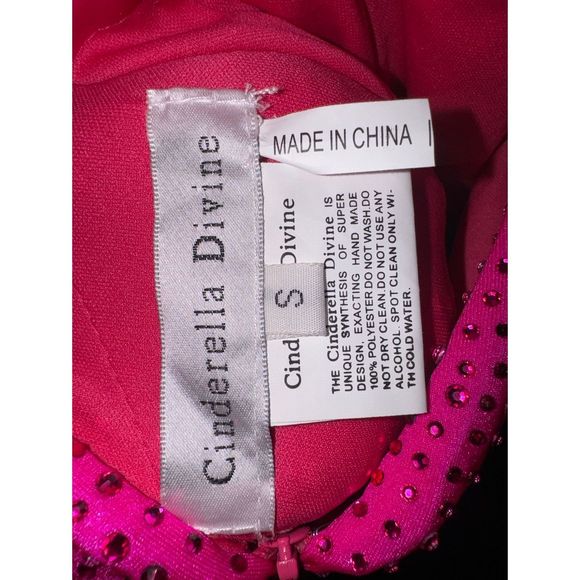 Cinderella Divine
MADE IN CHINA
S
Cind
Divine
THE Cinderella Divine IS
UNIQUE SYNTHESIS OF SUPER
DESIGN, EXACTING HAND MADE
100% POLYESTER.DO NOT WASH.DO
NOT DRY CLEAN.DO NOT USE ANY
ALCOHOL. SPOT CLEAN ONLY WI-
TH COLD WATER.